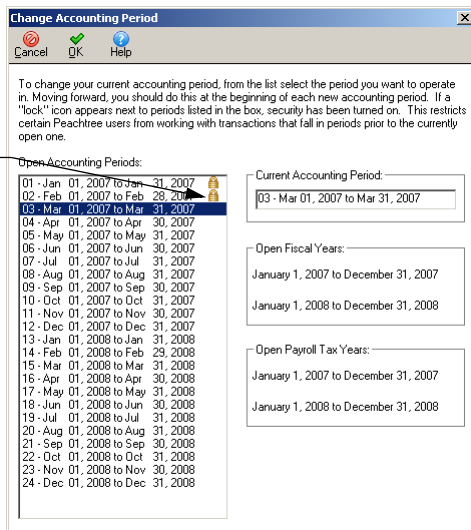 Change Accounting Period
Cancel OK Help
To change your current accounting period, from the list select the period you want to operate
in. Moving forward, you should do this at the beginning of each new accounting period. If a
"lock" icon appears next to periods listed in the box, security has been turned on. This restricts
certain Peachtree users from working with transactions that fall in periods prior to the currently
open one.
Open Accounting Periods:
01 - Jan 01, 2007 to Jan 31, 2007
02 - Feb 01, 2007 to Feb 28, 2007
03 - Mar 01, 2007 to Mar 31, 2007
04 - Apr 01, 2007 to Apr 30, 2007
05 - May 01, 2007 to May 31, 2007
06 - Jun 01, 2007 to Jun 30, 2007
07 - Jul 01, 2007 to Jul 31, 2007
08 - Aug 01, 2007 to Aug 31, 2007
09 - Sep 01, 2007 to Sep 30, 2007
10 - Oct 01, 2007 to Oct 31, 2007
11 - Nov 01, 2007 to Nov 30, 2007
12 - Dec 01, 2007 to Dec 31, 2007
13 - Jan 01, 2008 to Jan 31, 2008
14 - Feb 01, 2008 to Feb 29, 2008
15 - Mar 01, 2008 to Mar 31, 2008
16 - Apr 01, 2008 to Apr 30, 2008
17 - May 01, 2008 to May 31, 2008
18 - Jun 01, 2008 to Jun 30, 2008
19 - Jul 01, 2008 to Jul 31, 2008
20 - Aug 01, 2008 to Aug 31, 2008
21 - Sep 01, 2008 to Sep 30, 2008
22 - Oct 01, 2008 to Oct 31, 2008
23 - Nov 01, 2008 to Nov 30, 2008
24 - Dec 01, 2008 to Dec 31, 2008
Current Accounting Period:
03 - Mar 01, 2007 to Mar 31, 2007
Open Fiscal Years:
January 1, 2007 to December 31, 2007
January 1, 2008 to December 31, 2008
Open Payroll Tax Years:
January 1, 2007 to December 31, 2007
January 1, 2008 to December 31, 2008